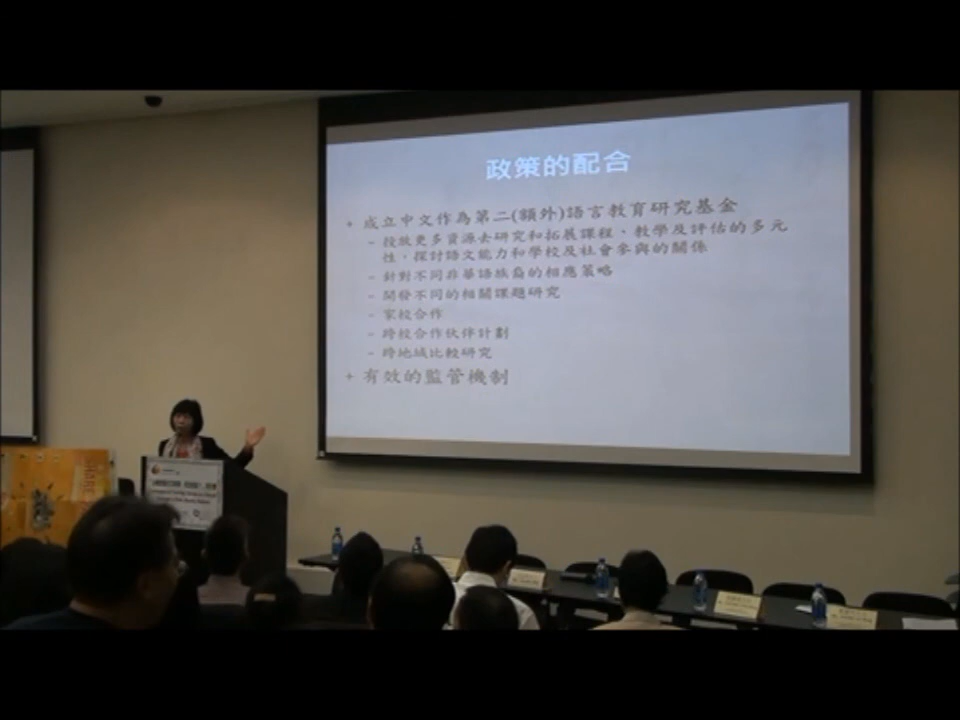 政策的配合
+ 成立中文作為第二(額外)語言教育研究基金
- 投放更多資源去研究和拓展課程、教學及評估的多元
性,探討語文能力和學校及社會參與的關係
- 針對不同非華語族裔的相應策略
- 開發不同的相關課題研究
- 家校合作
- 跨校合作伙伴計劃
- 跨地域比較研究
+ 有效的監管機制
SHARE